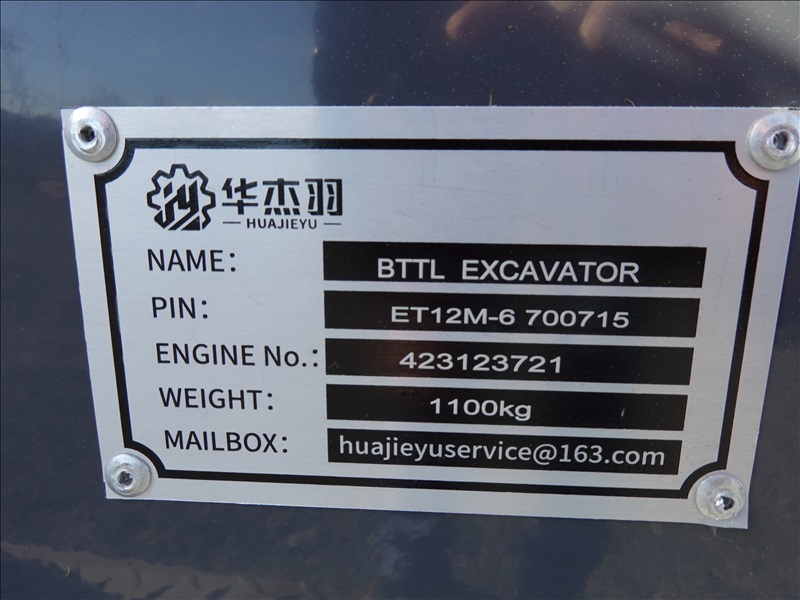 华杰羽
HUAJIEYU
NAME: BTTL EXCAVATOR
PIN: ET12M-6 700715
ENGINE No.: 423123721
WEIGHT: 1100kg
MAILBOX: huajieyuservice@163.com